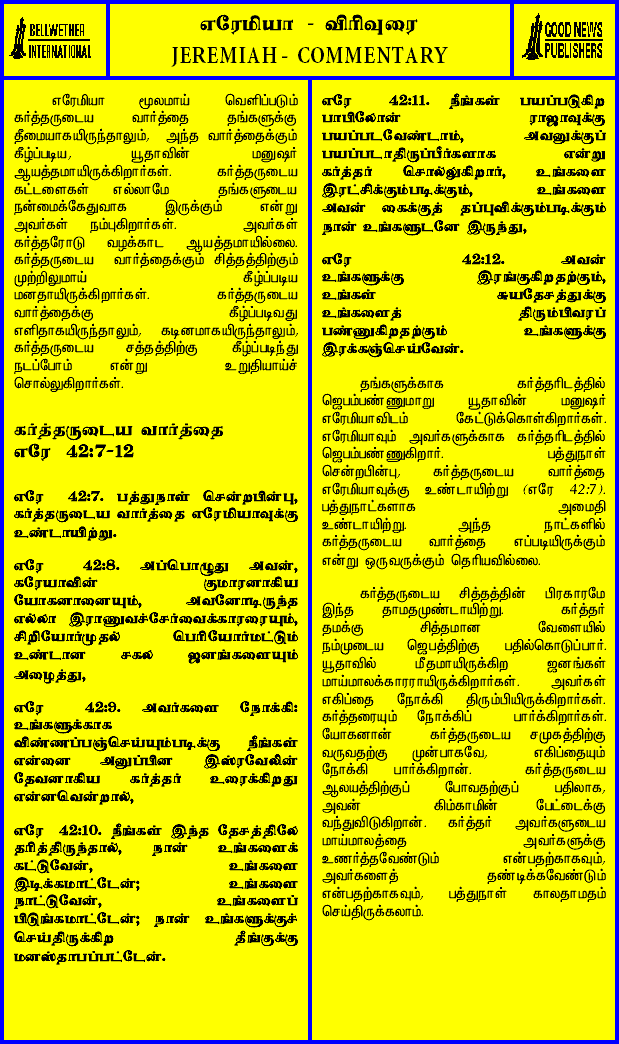 BELLWETHER
INTERNATIONAL
எரேமியா - விரிவுரை
JEREMIAH - COMMENTARY
GOOD NEWS
PUBLISHERS
எரேமியா மூலமாய் வெளிப்படும்
கர்த்தருடைய வார்த்தை தங்களுக்கு
தீமையாகயிருந்தாலும், அந்த வார்த்தைக்கும்
கீழ்ப்படிய, யூதாவின் மனுஷர்
ஆயத்தமாயிருக்கிறார்கள். கர்த்தருடைய
கட்டளைகள் எல்லாமே தங்களுடைய
நன்மைக்கேதுவாக இருக்கும் என்று
அவர்கள் நம்புகிறார்கள். அவர்கள்
கர்த்தரோடு வழக்காட ஆயத்தமாயில்லை.
கர்த்தருடைய வார்த்தைக்கும் சித்தத்திற்கும்
முற்றிலுமாய் கீழ்ப்படிய
மனதாயிருக்கிறார்கள். கர்த்தருடைய
வார்த்தைக்கு கீழ்ப்படிவது
எளிதாகயிருந்தாலும், கடினமாகயிருந்தாலும்,
கர்த்தருடைய சத்தத்திற்கு கீழ்ப்படிந்து
நடப்போம் என்று உறுதியாய்ச்
சொல்லுகிறார்கள்.
கர்த்தருடைய வார்த்தை
எரே 42:7-12
எரே 42:7. பத்துநாள் சென்றபின்பு,
கர்த்தருடைய வார்த்தை எரேமியாவுக்கு
உண்டாயிற்று.
எரே 42:8. அப்பொழுது அவன்,
கரேயாவின் குமாரனாகிய
யோகனானையும், அவனோடிருந்த
எல்லா இராணுவச்சேர்வைக்காரரையும்,
சிறியோர்முதல் பெரியோர்மட்டும்
உண்டான சகல ஜனங்களையும்
அழைத்து,
எரே 42:9. அவர்களை நோக்கி:
உங்களுக்காக
விண்ணப்பஞ்செய்யும்படிக்கு நீங்கள்
என்னை அனுப்பின இஸ்ரவேலின்
தேவனாகிய கர்த்தர் உரைக்கிறது
என்னவென்றால்,
எரே 42:10. நீங்கள் இந்த தேசத்திலே
தரித்திருந்தால், நான் உங்களைக்
கட்டுவேன், உங்களை
இடிக்கமாட்டேன்; உங்களை
நாட்டுவேன், உங்களைப்
பிடுங்கமாட்டேன்; நான் உங்களுக்குச்
செய்திருக்கிற தீங்குக்கு
மனஸ்தாபப்பட்டேன்.
எரே 42:11. நீங்கள் பயப்படுகிற
பாபிலோன் ராஜாவுக்கு
பயப்படவேண்டாம், அவனுக்குப்
பயப்படாதிருப்பீர்களாக என்று
கர்த்தர் சொல்லுகிறார், உங்களை
இரட்சிக்கும்படிக்கும், உங்களை
அவன் கைக்குத் தப்புவிக்கும்படிக்கும்
நான் உங்களுடனே இருந்து,
எரே 42:12. அவன்
உங்களுக்கு இரங்குகிறதற்கும்,
உங்கள் சுயதேசத்துக்கு
உங்களைத் திரும்பிவரப்
பண்ணுகிறதற்கும் உங்களுக்கு
இரக்கஞ்செய்வேன்.
தங்களுக்காக கர்த்தரிடத்தில்
ஜெபம்பண்ணுமாறு யூதாவின் மனுஷர்
எரேமியாவிடம் கேட்டுக்கொள்கிறார்கள்.
எரேமியாவும் அவர்களுக்காக கர்த்தரிடத்தில்
ஜெபம்பண்ணுகிறார். பத்துநாள்
சென்றபின்பு, கர்த்தருடைய வார்த்தை
எரேமியாவுக்கு உண்டாயிற்று (எரே 42:7).
பத்துநாட்களாக அமைதி
உண்டாயிற்று. அந்த நாட்களில்
கர்த்தருடைய வார்த்தை எப்படியிருக்கும்
என்று ஒருவருக்கும் தெரியவில்லை.
கர்த்தருடைய சித்தத்தின் பிரகாரமே
இந்த தாமதமுண்டாயிற்று. கர்த்தர்
தமக்கு சித்தமான வேளையில்
நம்முடைய ஜெபத்திற்கு பதில்கொடுப்பார்.
யூதாவில் மீதமாயிருக்கிற ஜனங்கள்
மாய்மாலக்காரராயிருக்கிறார்கள். அவர்கள்
எகிப்தை நோக்கி திரும்பியிருக்கிறார்கள்.
கர்த்தரையும் நோக்கிப் பார்க்கிறார்கள்.
யோகனான் கர்த்தருடைய சமுகத்திற்கு
வருவதற்கு முன்பாகவே, எகிப்தையும்
நோக்கி பார்க்கிறான். கர்த்தருடைய
ஆலயத்திற்குப் போவதற்குப் பதிலாக,
அவன் கிம்காமின் பேட்டைக்கு
வந்துவிடுகிறான். கர்த்தர் அவர்களுடைய
மாய்மாலத்தை அவர்களுக்கு
உணர்த்தவேண்டும் என்பதற்காகவும்,
அவர்களைத் தண்டிக்கவேண்டும்
என்பதற்காகவும், பத்துநாள் காலதாமதம்
செய்திருக்கலாம்.